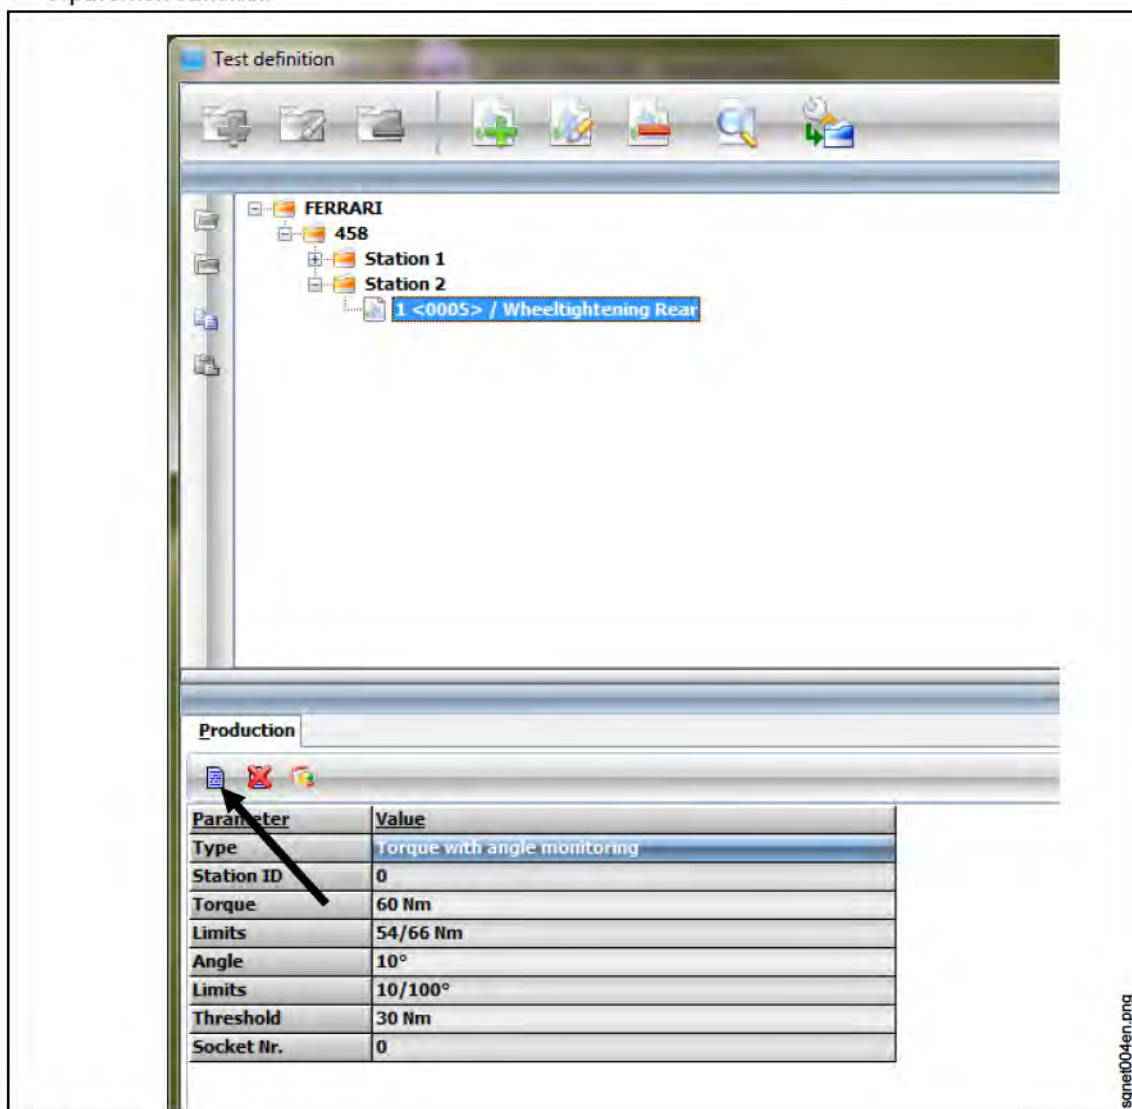 Test definition
FERRARI
458
Station 1
Station 2
1 <0005> / Wheeltightening Rear
Production
Parameter Value
Type Torque with angle monitoring
Station ID 0
Torque 60 Nm
Limits 54/66 Nm
Angle 10°
Limits 10/100°
Threshold 30 Nm
Socket Nr. 0
sqnet004en.png